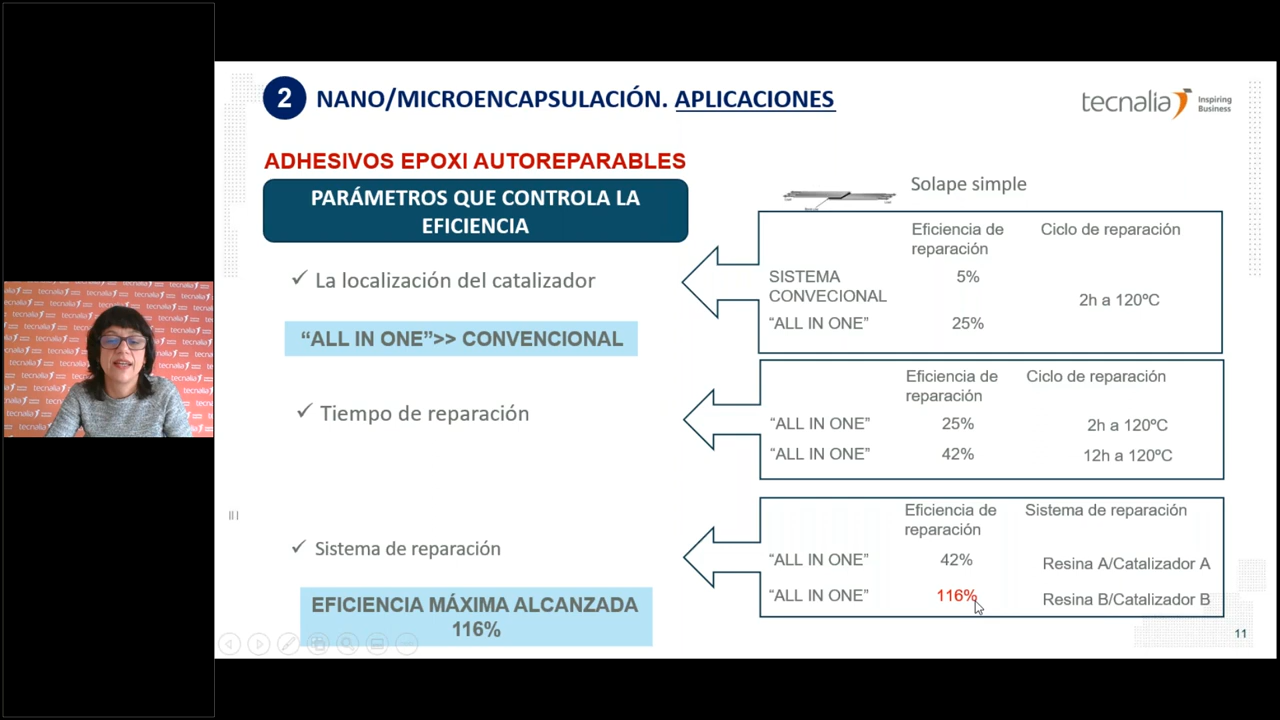 2 NANO/MICROENCAPSULACIÓN. APLICACIONES
tecnalia Inspiring Business
ADHESIVOS EPOXI AUTOREPARABLES
PARÁMETROS QUE CONTROLA LA
EFICIENCIA
✓ La localización del catalizador
“ALL IN ONE”>> CONVENCIONAL
✓ Tiempo de reparación
✓ Sistema de reparación
EFICIENCIA MÁXIMA ALCANZADA
116%
Solape simple
Eficiencia de reparación Ciclo de reparación
SISTEMA CONVECIONAL 5%
2h a 120ºC
“ALL IN ONE” 25%
Eficiencia de reparación Ciclo de reparación
“ALL IN ONE” 25% 2h a 120ºC
“ALL IN ONE” 42% 12h a 120ºC
Eficiencia de reparación Sistema de reparación
“ALL IN ONE” 42% Resina A/Catalizador A
“ALL IN ONE” 116% Resina B/Catalizador B
11
tecnalia